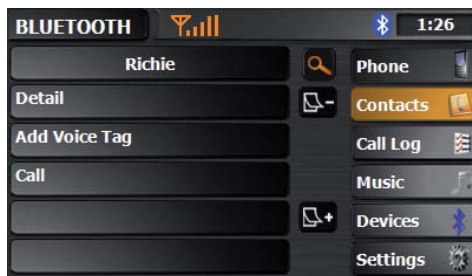 BLUETOOTH 1:26
Richie
Detail
Add Voice Tag
Call
Phone
Contacts
Call Log
Music
Devices
Settings